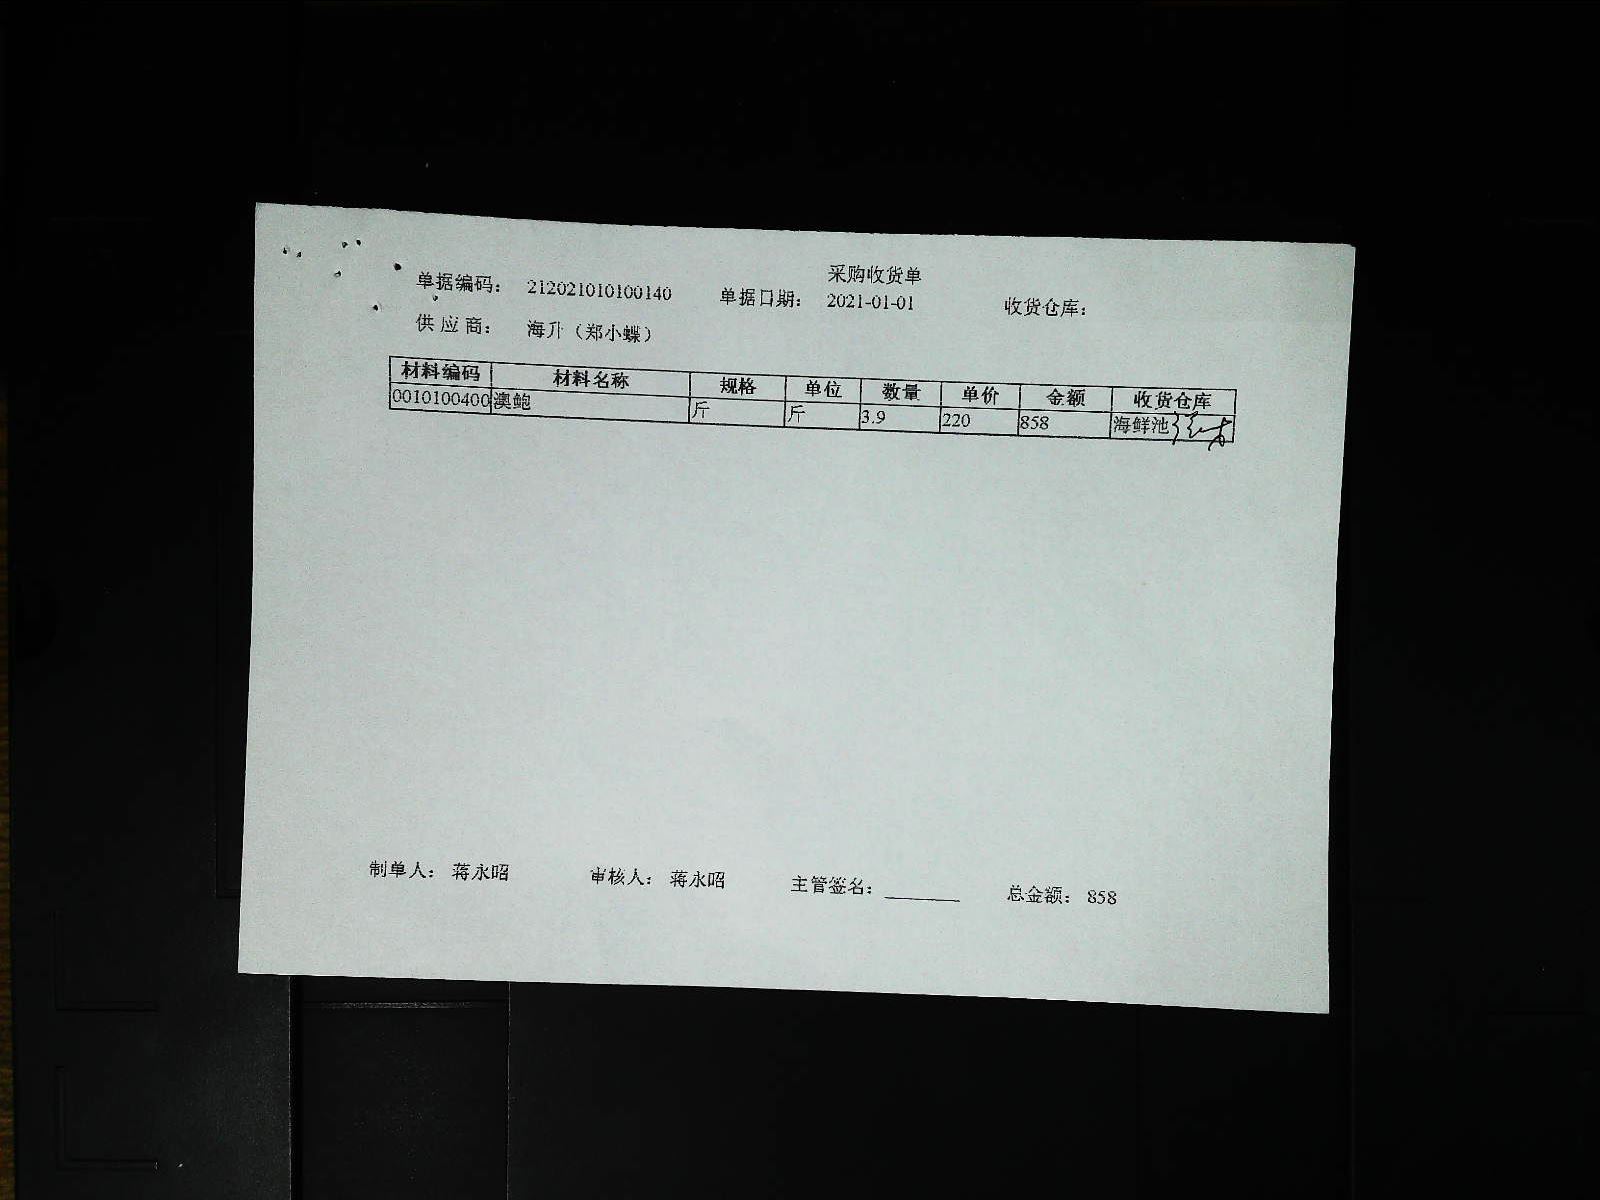 采购收货单
单据编码： 212021010100140 单据日期： 2021-01-01 收货仓库：
供应商： 海升（郑小蝶）
材料编码 材料名称 规格 单位 数量 单价 金额 收货仓库
0010100400 澳鲍 斤 斤 3.9 220 858 海鲜池
制单人： 蒋永昭 审核人： 蒋永昭 主管签名： 总金额： 858